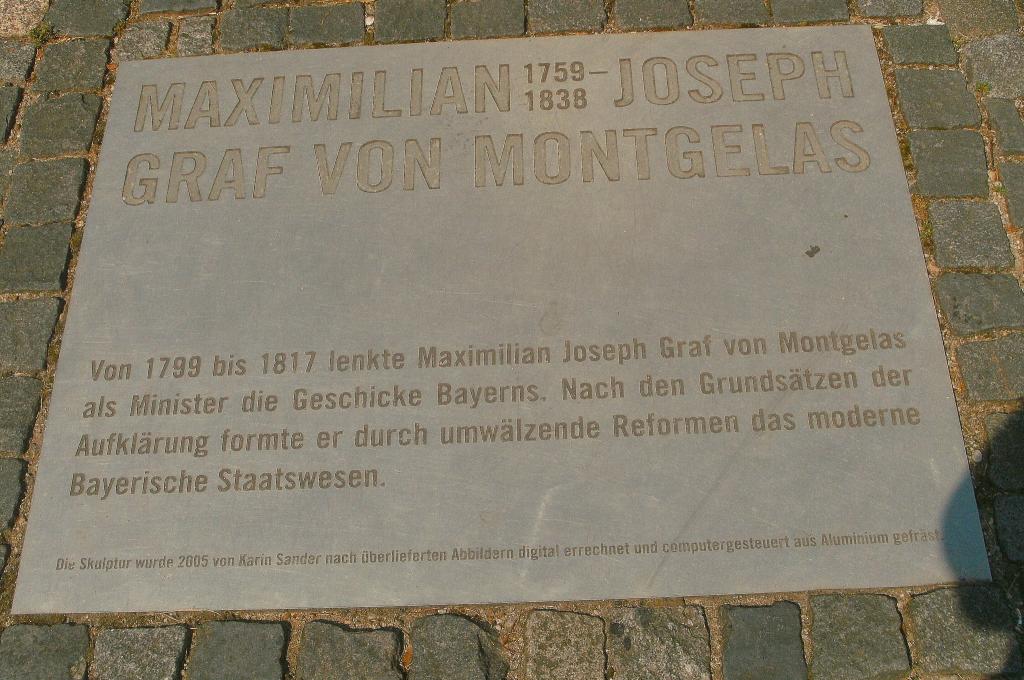 MAXIMILIAN 1759–1838 JOSEPH
GRAF VON MONTGELAS
Von 1799 bis 1817 lenkte Maximilian Joseph Graf von Montgelas
als Minister die Geschicke Bayerns. Nach den Grundsätzen der
Aufklärung formte er durch umwälzende Reformen das moderne
Bayerische Staatswesen.
Die Skulptur wurde 2005 von Karin Sander nach überlieferten Abbildern digital errechnet und computergesteuert aus Aluminium gefräst.